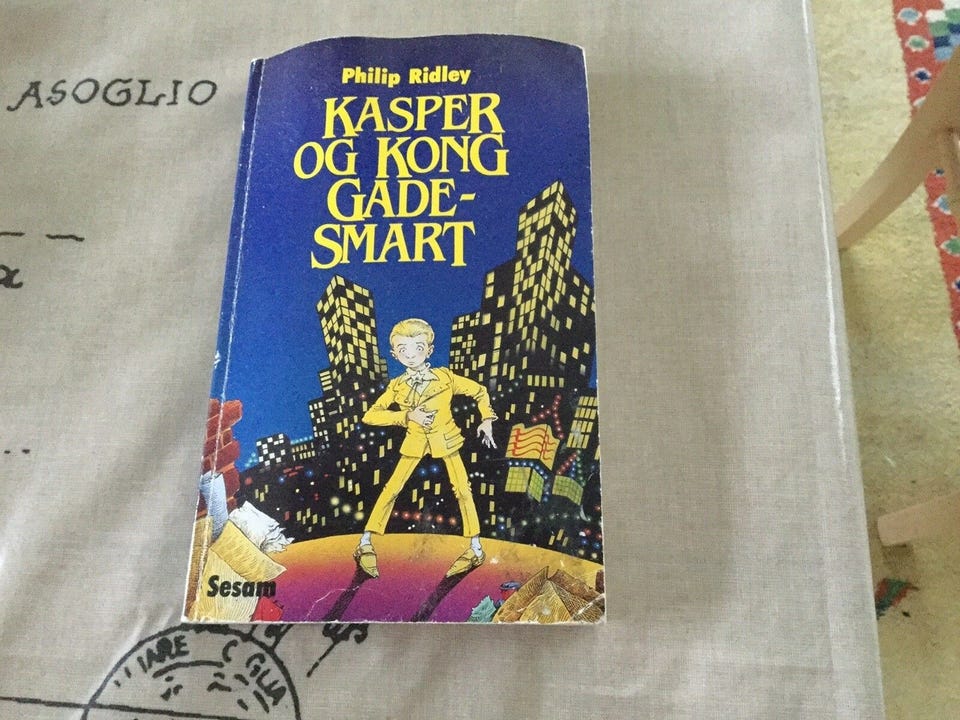 ASOGLIO
Philip Ridley
KASPER
OG KONG
GADE-
SMART
Sesam